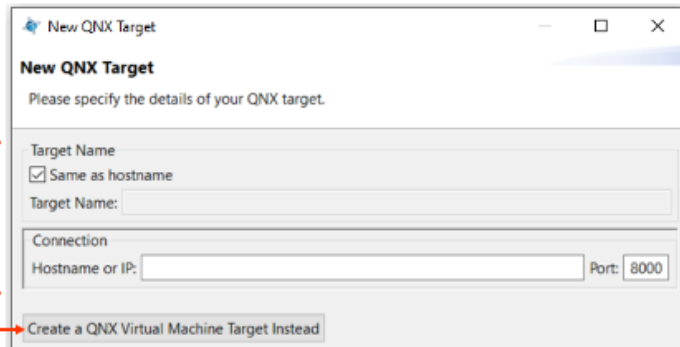 New QNX Target
New QNX Target
Please specify the details of your QNX target.
Target Name
Same as hostname
Target Name:
Connection
Hostname or IP: Port: 8000
Create a QNX Virtual Machine Target Instead